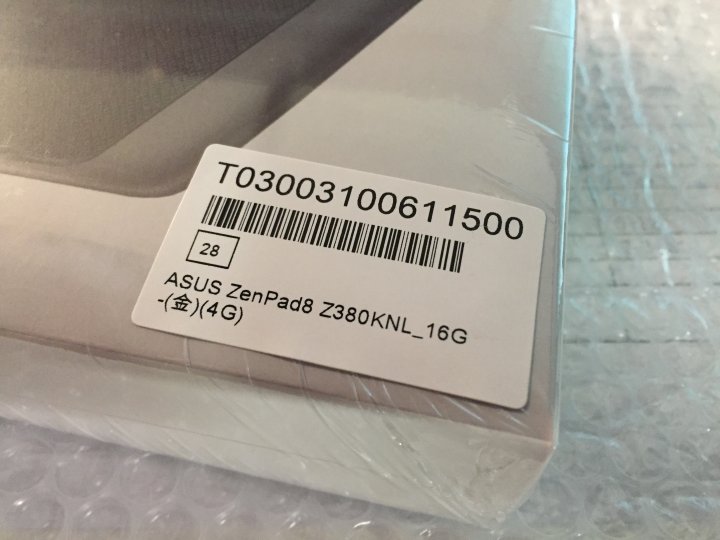 T03003100611500
28
ASUS ZenPad8 Z380KNL_16G
-(金)(4G)